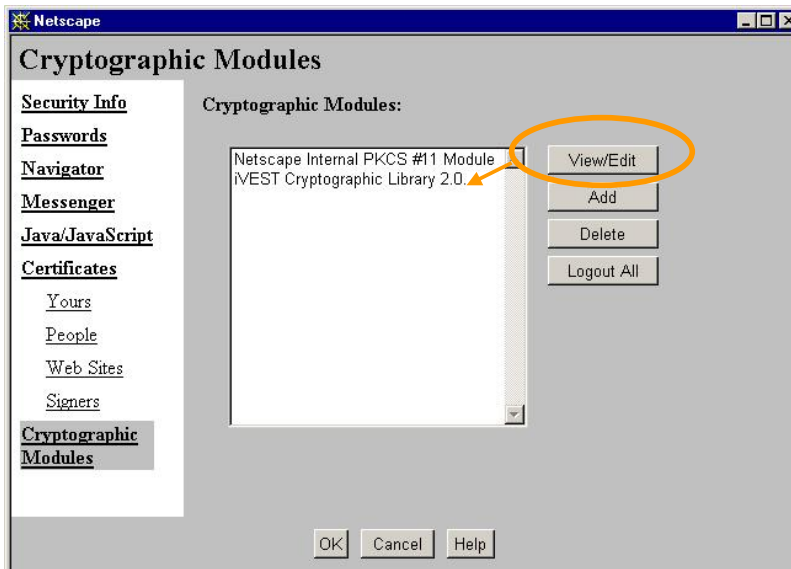 Netscape
Cryptographic Modules
Security Info
Passwords
Navigator
Messenger
Java/JavaScript
Certificates
Yours
People
Web Sites
Signers
Cryptographic
Modules
Cryptographic Modules:
Netscape Internal PKCS #11 Module
iVEST Cryptographic Library 2.0.
View/Edit
Add
Delete
Logout All
OK
Cancel
Help